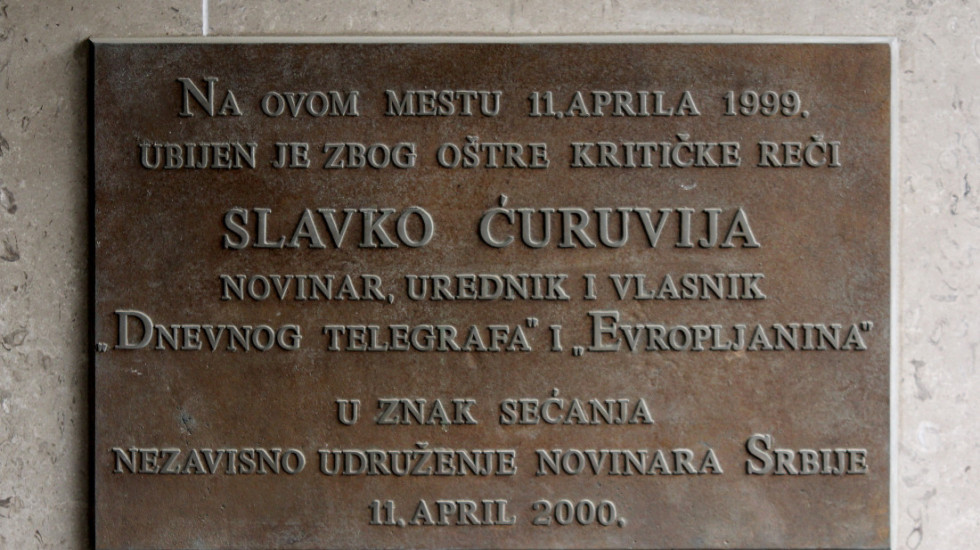 NA OVOM MESTU 11.APRILA 1999.
UBIJEN JE ZBOG OŠTRE KRITIČKE REČI
SLAVKO ĆURUVIJA
NOVINAR, UREDNIK I VLASNIK
„DNEVNOG TELEGRAFA" I „EVROPLJANINA"
U ZNAK SEĆANJA
NEZAVISNO UDRUŽENJE NOVINARA SRBIJE
11.APRIL 2000.